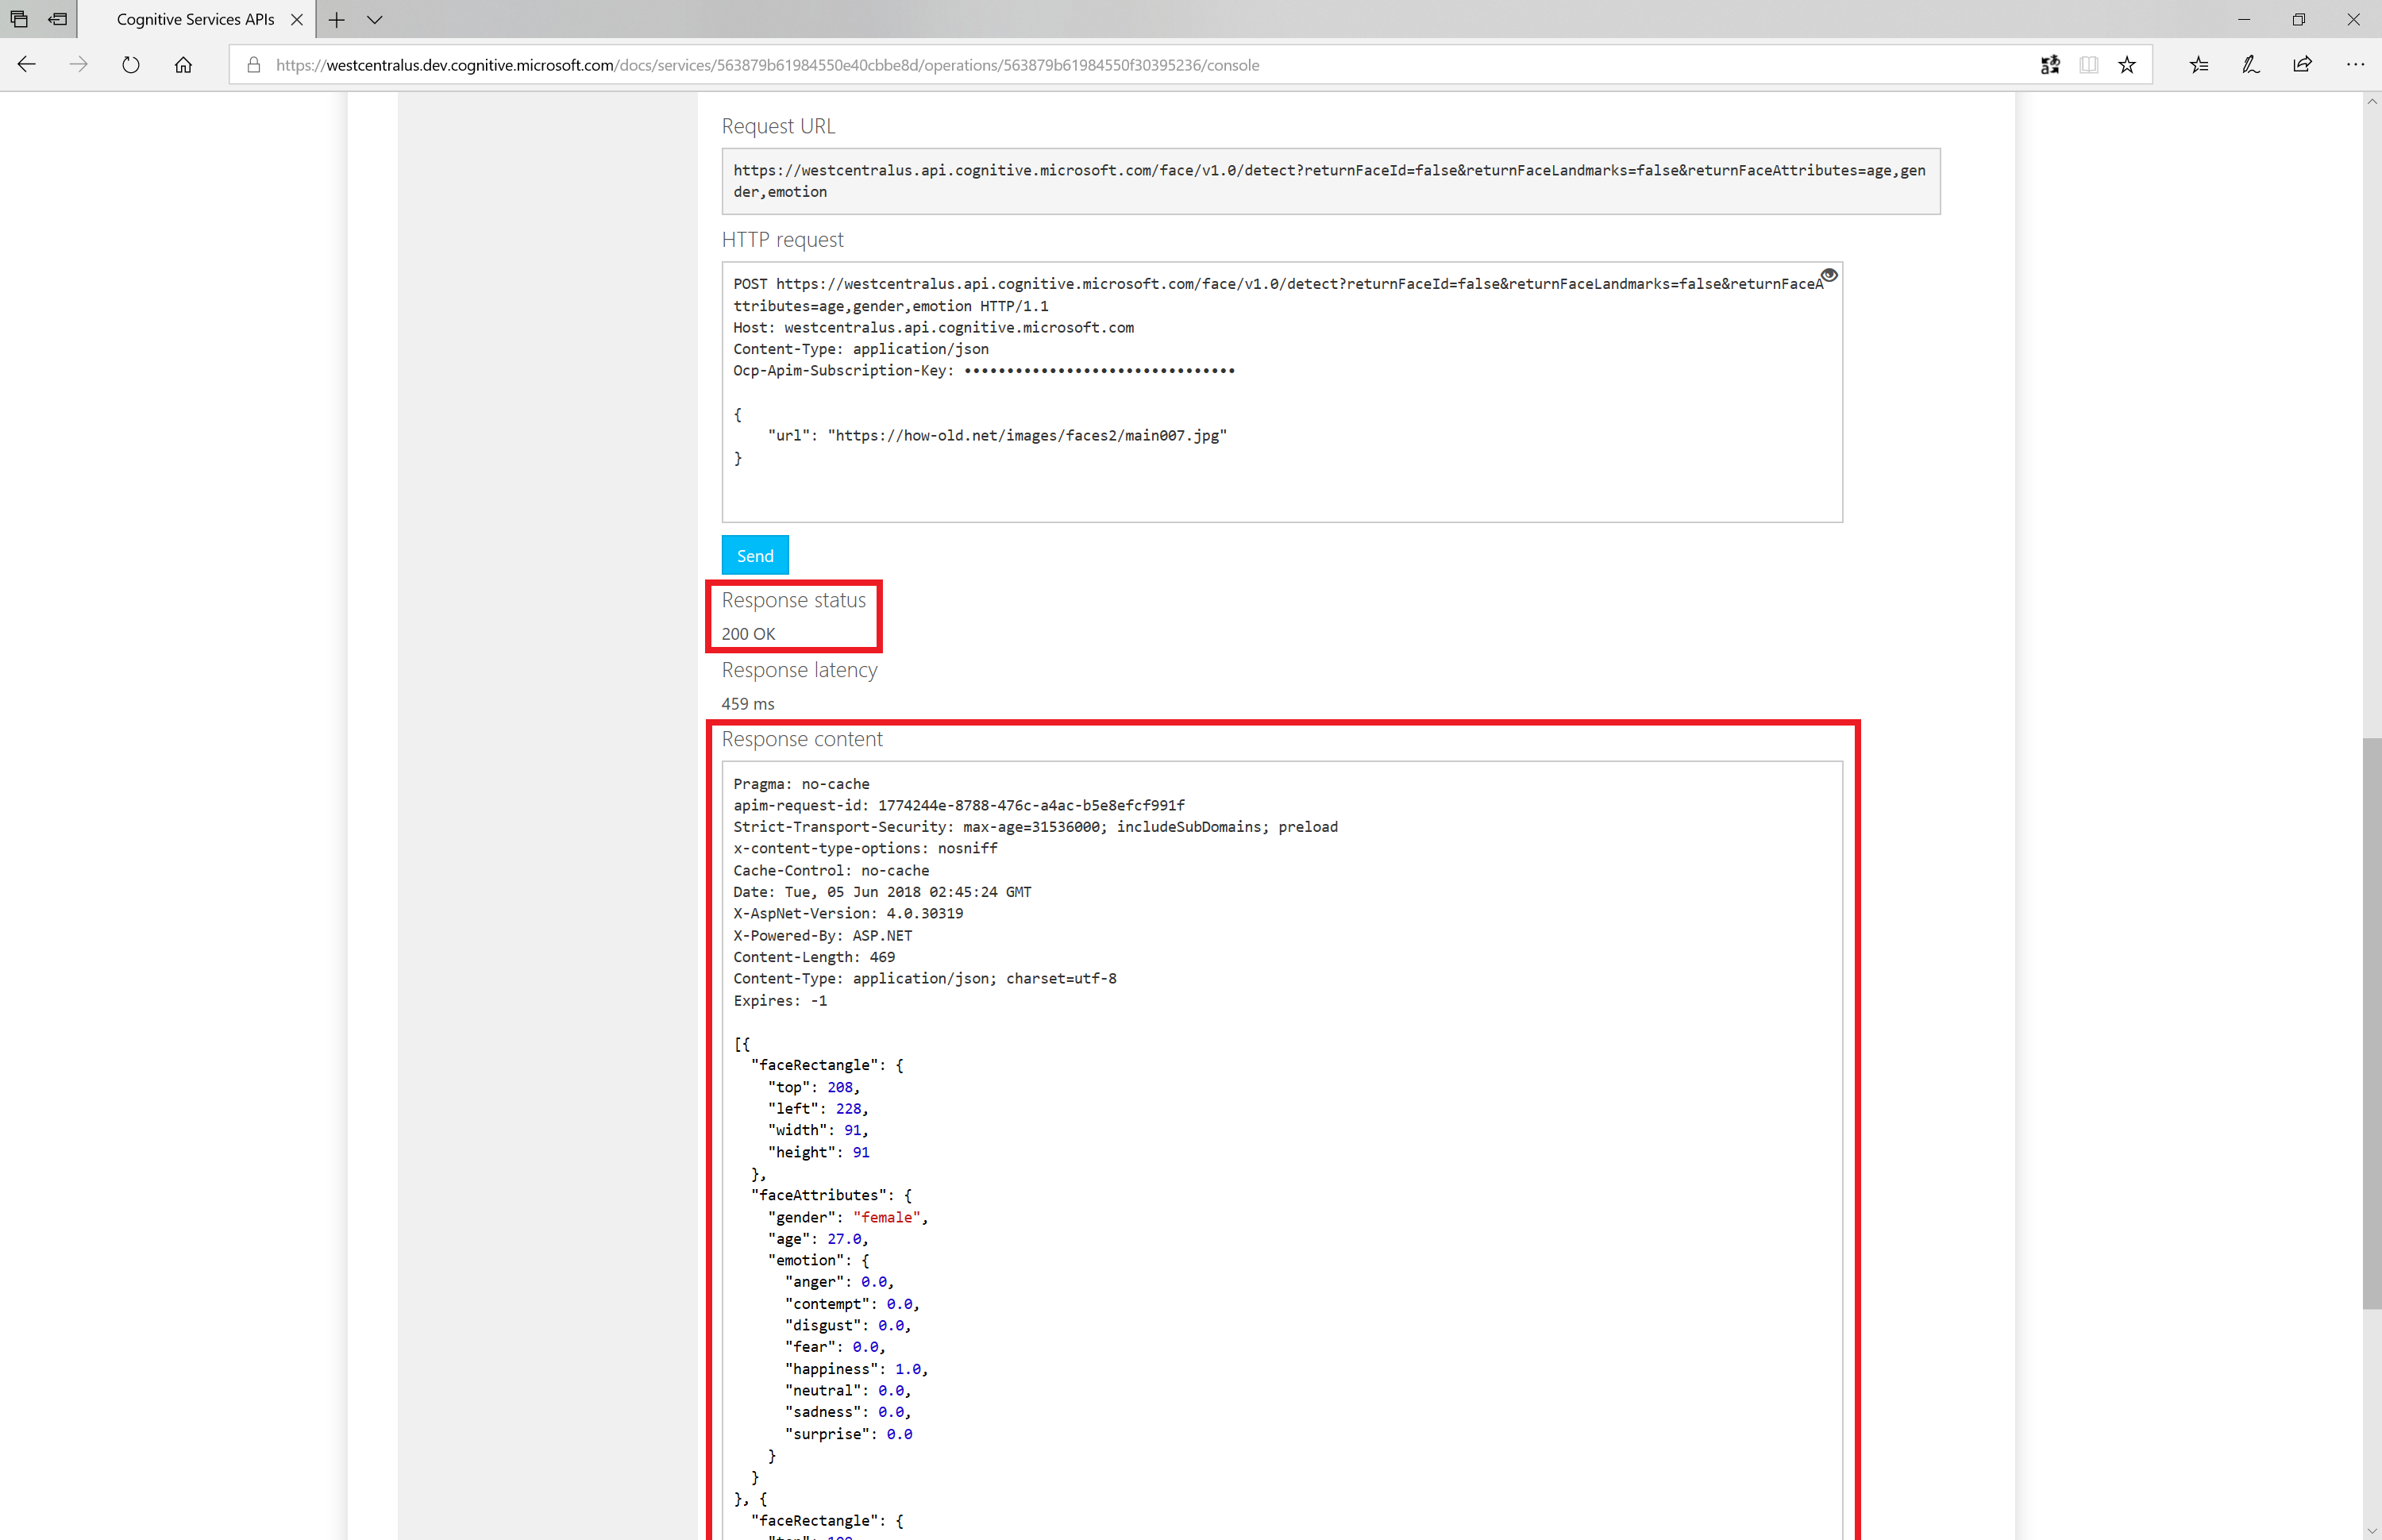 Cognitive Services APIs
https://westcentralus.dev.cognitive.microsoft.com/docs/services/563879b61984550e40cbbe8d/operations/563879b61984550f30395236/console
Request URL
https://westcentralus.api.cognitive.microsoft.com/face/v1.0/detect?returnFaceId=false&returnFaceLandmarks=false&returnFaceAttributes=age,gen
der,emotion
HTTP request
POST https://westcentralus.api.cognitive.microsoft.com/face/v1.0/detect?returnFaceId=false&returnFaceLandmarks=false&returnFaceA
ttributes=age,gender,emotion HTTP/1.1
Host: westcentralus.api.cognitive.microsoft.com
Content-Type: application/json
Ocp-Apim-Subscription-Key: ••••••••••••••••••••••••••••••••
{
"url": "https://how-old.net/images/faces2/main007.jpg"
}
Send
Response status
200 OK
Response latency
459 ms
Response content
Pragma: no-cache
apim-request-id: 1774244e-8788-476c-a4ac-b5e8efcf991f
Strict-Transport-Security: max-age=31536000; includeSubDomains; preload
x-content-type-options: nosniff
Cache-Control: no-cache
Date: Tue, 05 Jun 2018 02:45:24 GMT
X-AspNet-Version: 4.0.30319
X-Powered-By: ASP.NET
Content-Length: 469
Content-Type: application/json; charset=utf-8
Expires: -1
[{
"faceRectangle": {
"top": 208,
"left": 228,
"width": 91,
"height": 91
},
"faceAttributes": {
"gender": "female",
"age": 27.0,
"emotion": {
"anger": 0.0,
"contempt": 0.0,
"disgust": 0.0,
"fear": 0.0,
"happiness": 1.0,
"neutral": 0.0,
"sadness": 0.0,
"surprise": 0.0
}
}
}, {
"faceRectangle": {